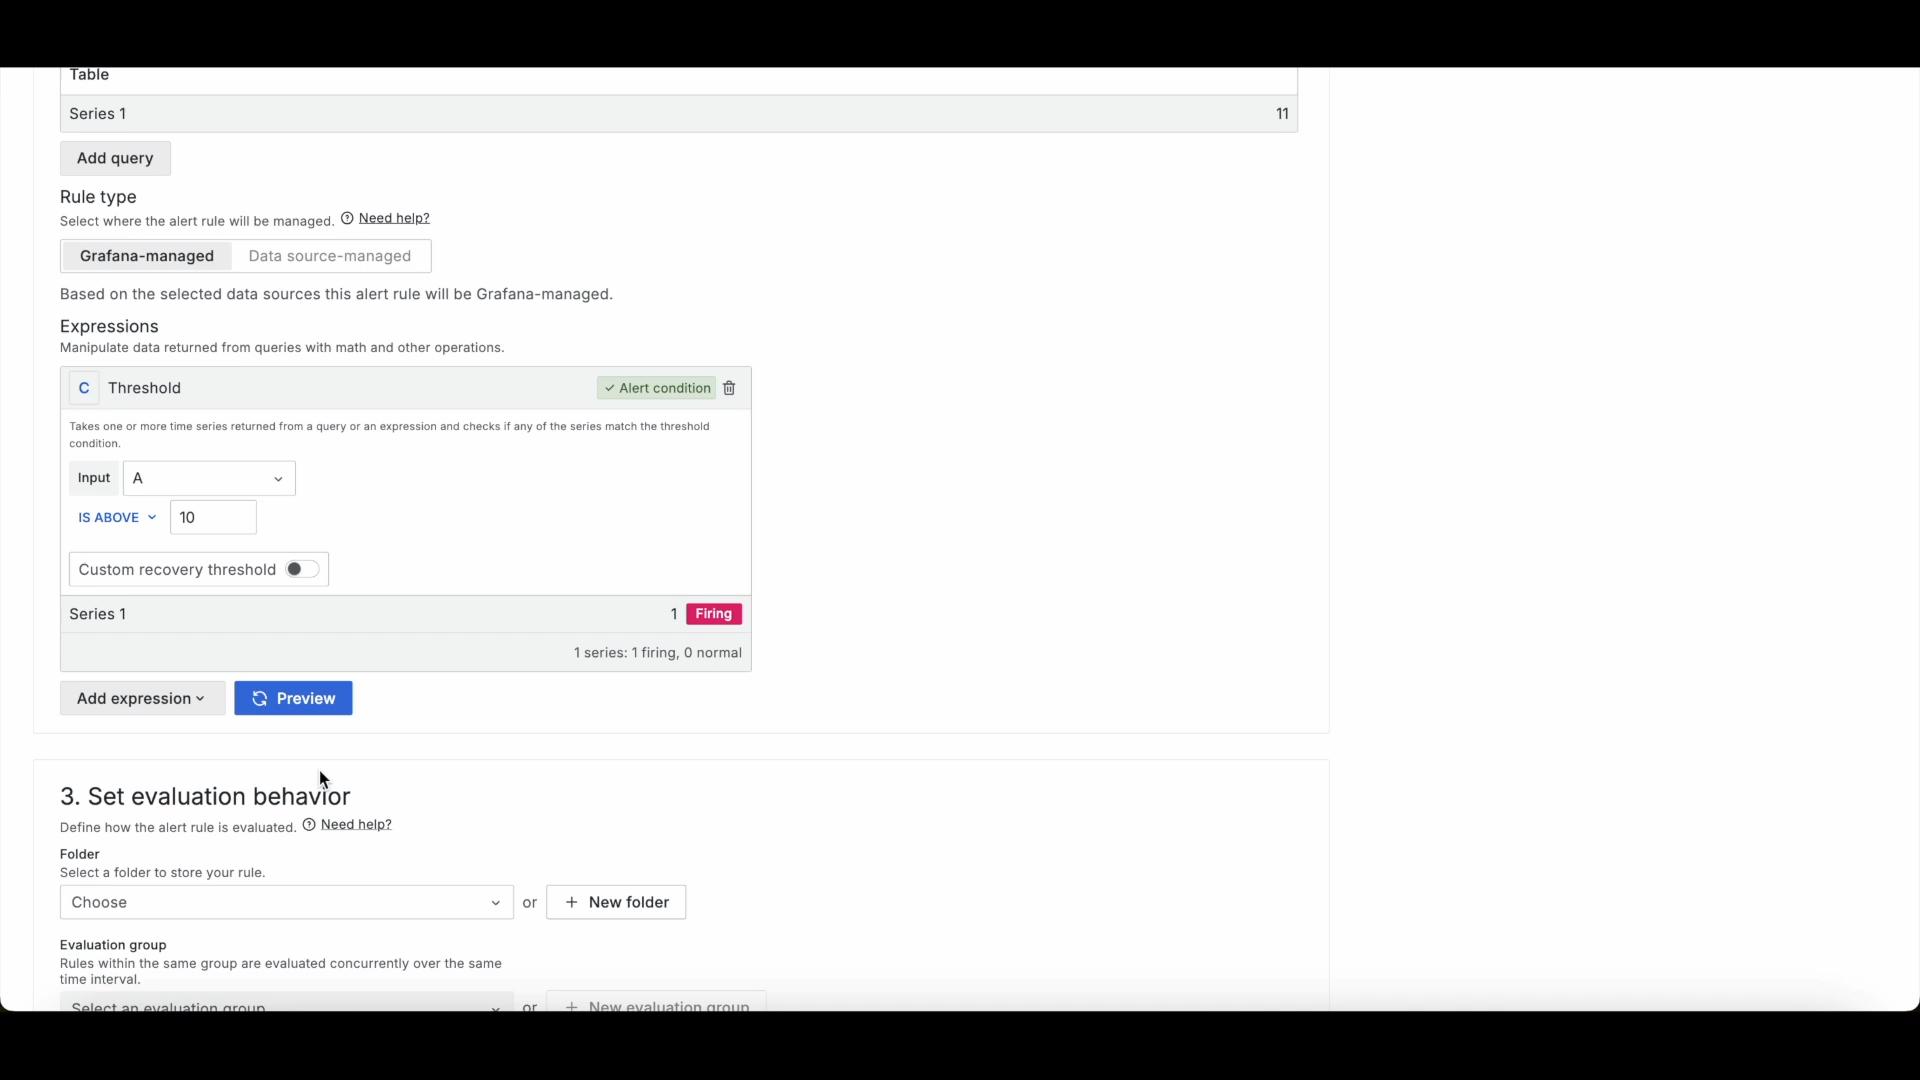 Table
Series 1 11
Add query
Rule type
Select where the alert rule will be managed. Need help?
Grafana-managed Data source-managed
Based on the selected data sources this alert rule will be Grafana-managed.
Expressions
Manipulate data returned from queries with math and other operations.
C Threshold Alert condition
Takes one or more time series returned from a query or an expression and checks if any of the series match the threshold
condition.
Input A
IS ABOVE 10
Custom recovery threshold
Series 1 1 Firing
1 series: 1 firing, 0 normal
Add expression Preview
3. Set evaluation behavior
Define how the alert rule is evaluated. Need help?
Folder
Select a folder to store your rule.
Choose or + New folder
Evaluation group
Rules within the same group are evaluated concurrently over the same
time interval.
Select an evaluation group or + New evaluation group